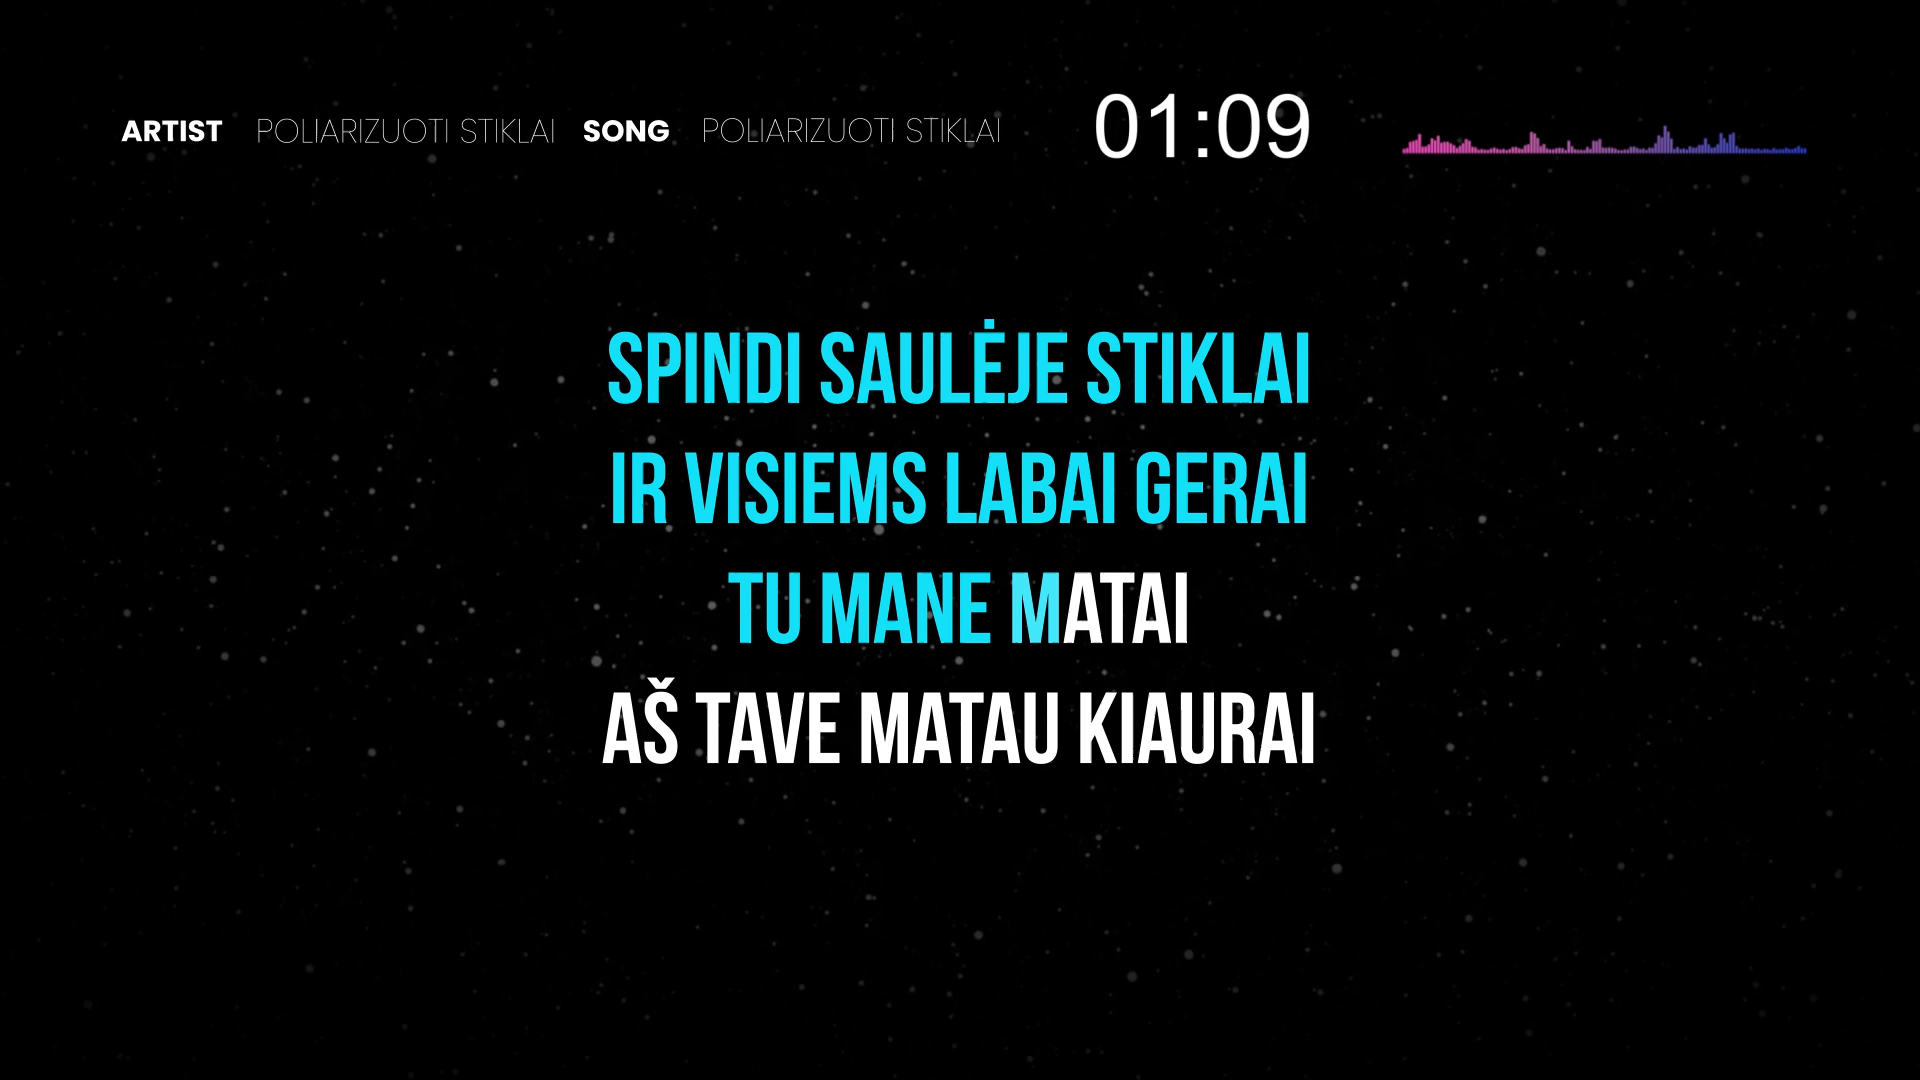 ARTIST POLIARIZUOTI STIKLAI SONG POLIARIZUOTI STIKLAI 01:09
SPINDI SAULĖJE STIKLAI
IR VISIEMS LABAI GERAI
TU MANE MATAI
AŠ TAVE MATAU KIAURAI